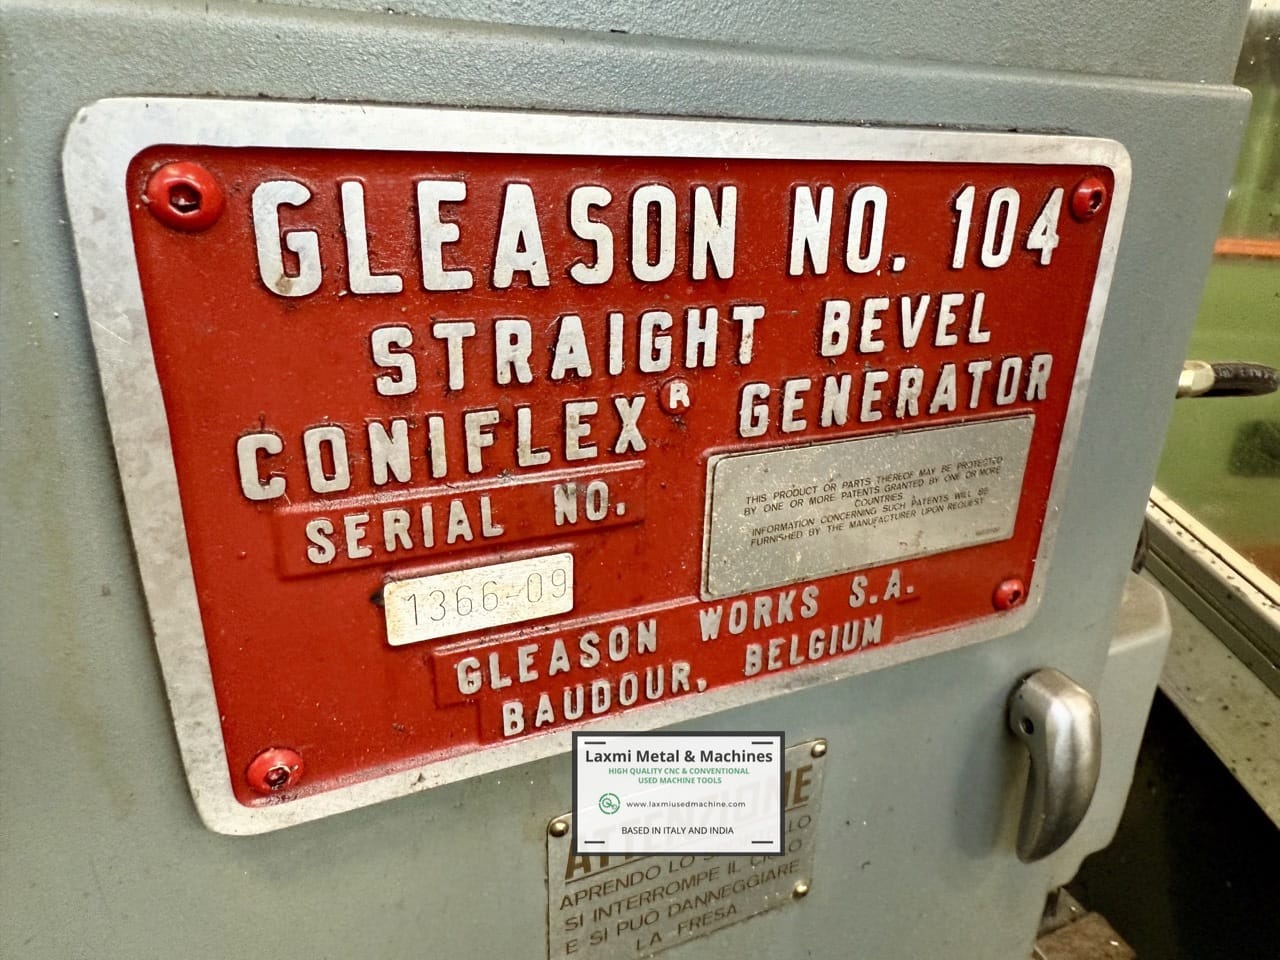 GLEASON NO. 104
STRAIGHT BEVEL
CONIFLEX® GENERATOR
SERIAL NO.
1366-09
THIS PRODUCT OR PARTS THEREOF MAY BE PROTECTED
BY ONE OR MORE PATENTS GRANTED BY ONE OR MORE
COUNTRIES.
INFORMATION CONCERNING SUCH PATENTS WILL BE
FURNISHED BY THE MANUFACTURER UPON REQUEST
GLEASON WORKS S.A.
BAUDOUR, BELGIUM
Laxmi Metal & Machines
HIGH QUALITY CNC & CONVENTIONAL
USED MACHINE TOOLS
www.laxmiusedmachine.com
BASED IN ITALY AND INDIA
ATTENZIONE
APRENDO LO
SI INTERROMPE IL CICLO
E SI PUÒ DANNEGGIARE
LA FRESA